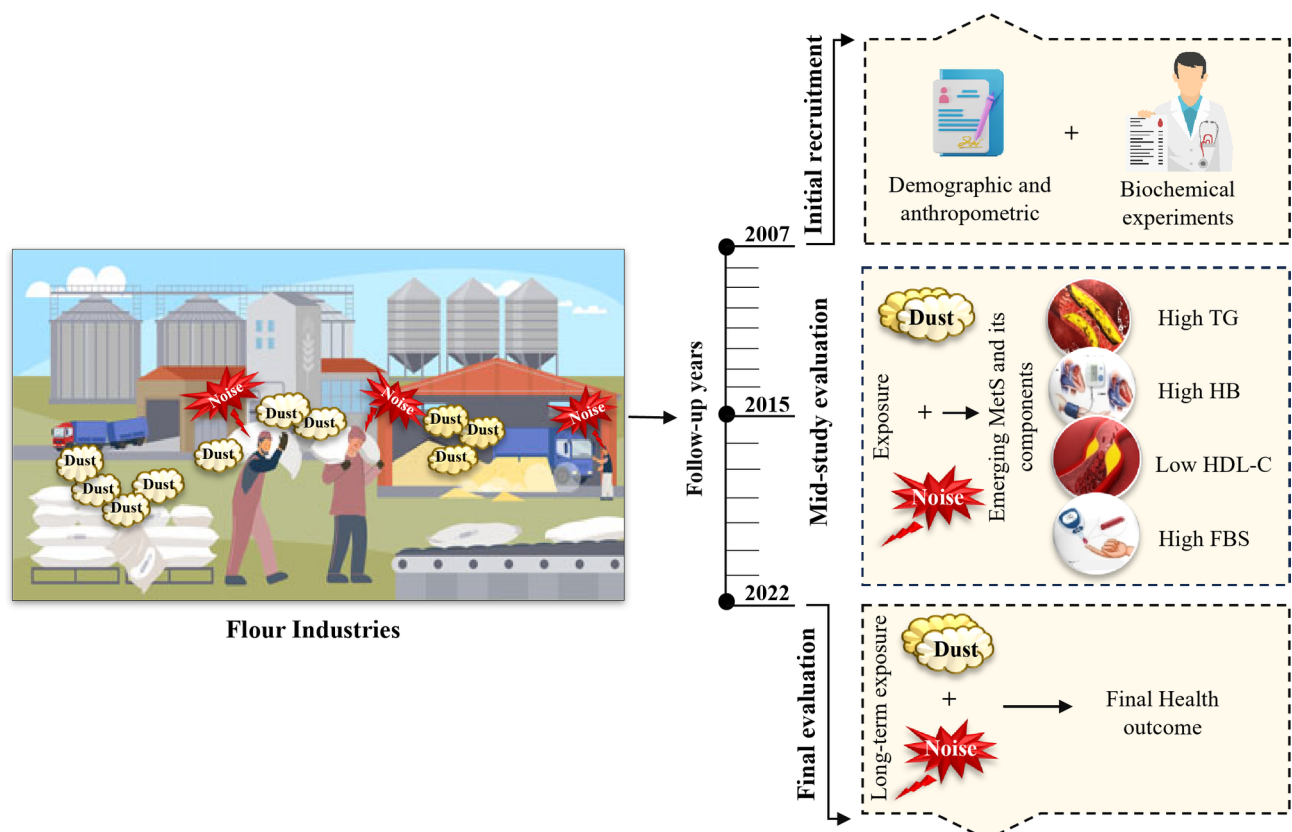 Noise
Noise
Noise
Dust
Dust
Dust
Dust
Dust
Dust
Dust
Dust
Dust
Dust
Flour Industries
Follow-up years
2007
2015
2022
Initial recruitment
Demographic and
anthropometric
+
Biochemical
experiments
Mid-study evaluation
Exposure
Dust
+
Noise
Emerging MetS and its
components
High TG
High HB
Low HDL-C
High FBS
Final evaluation
Long-term exposure
Dust
+
Noise
Final Health
outcome